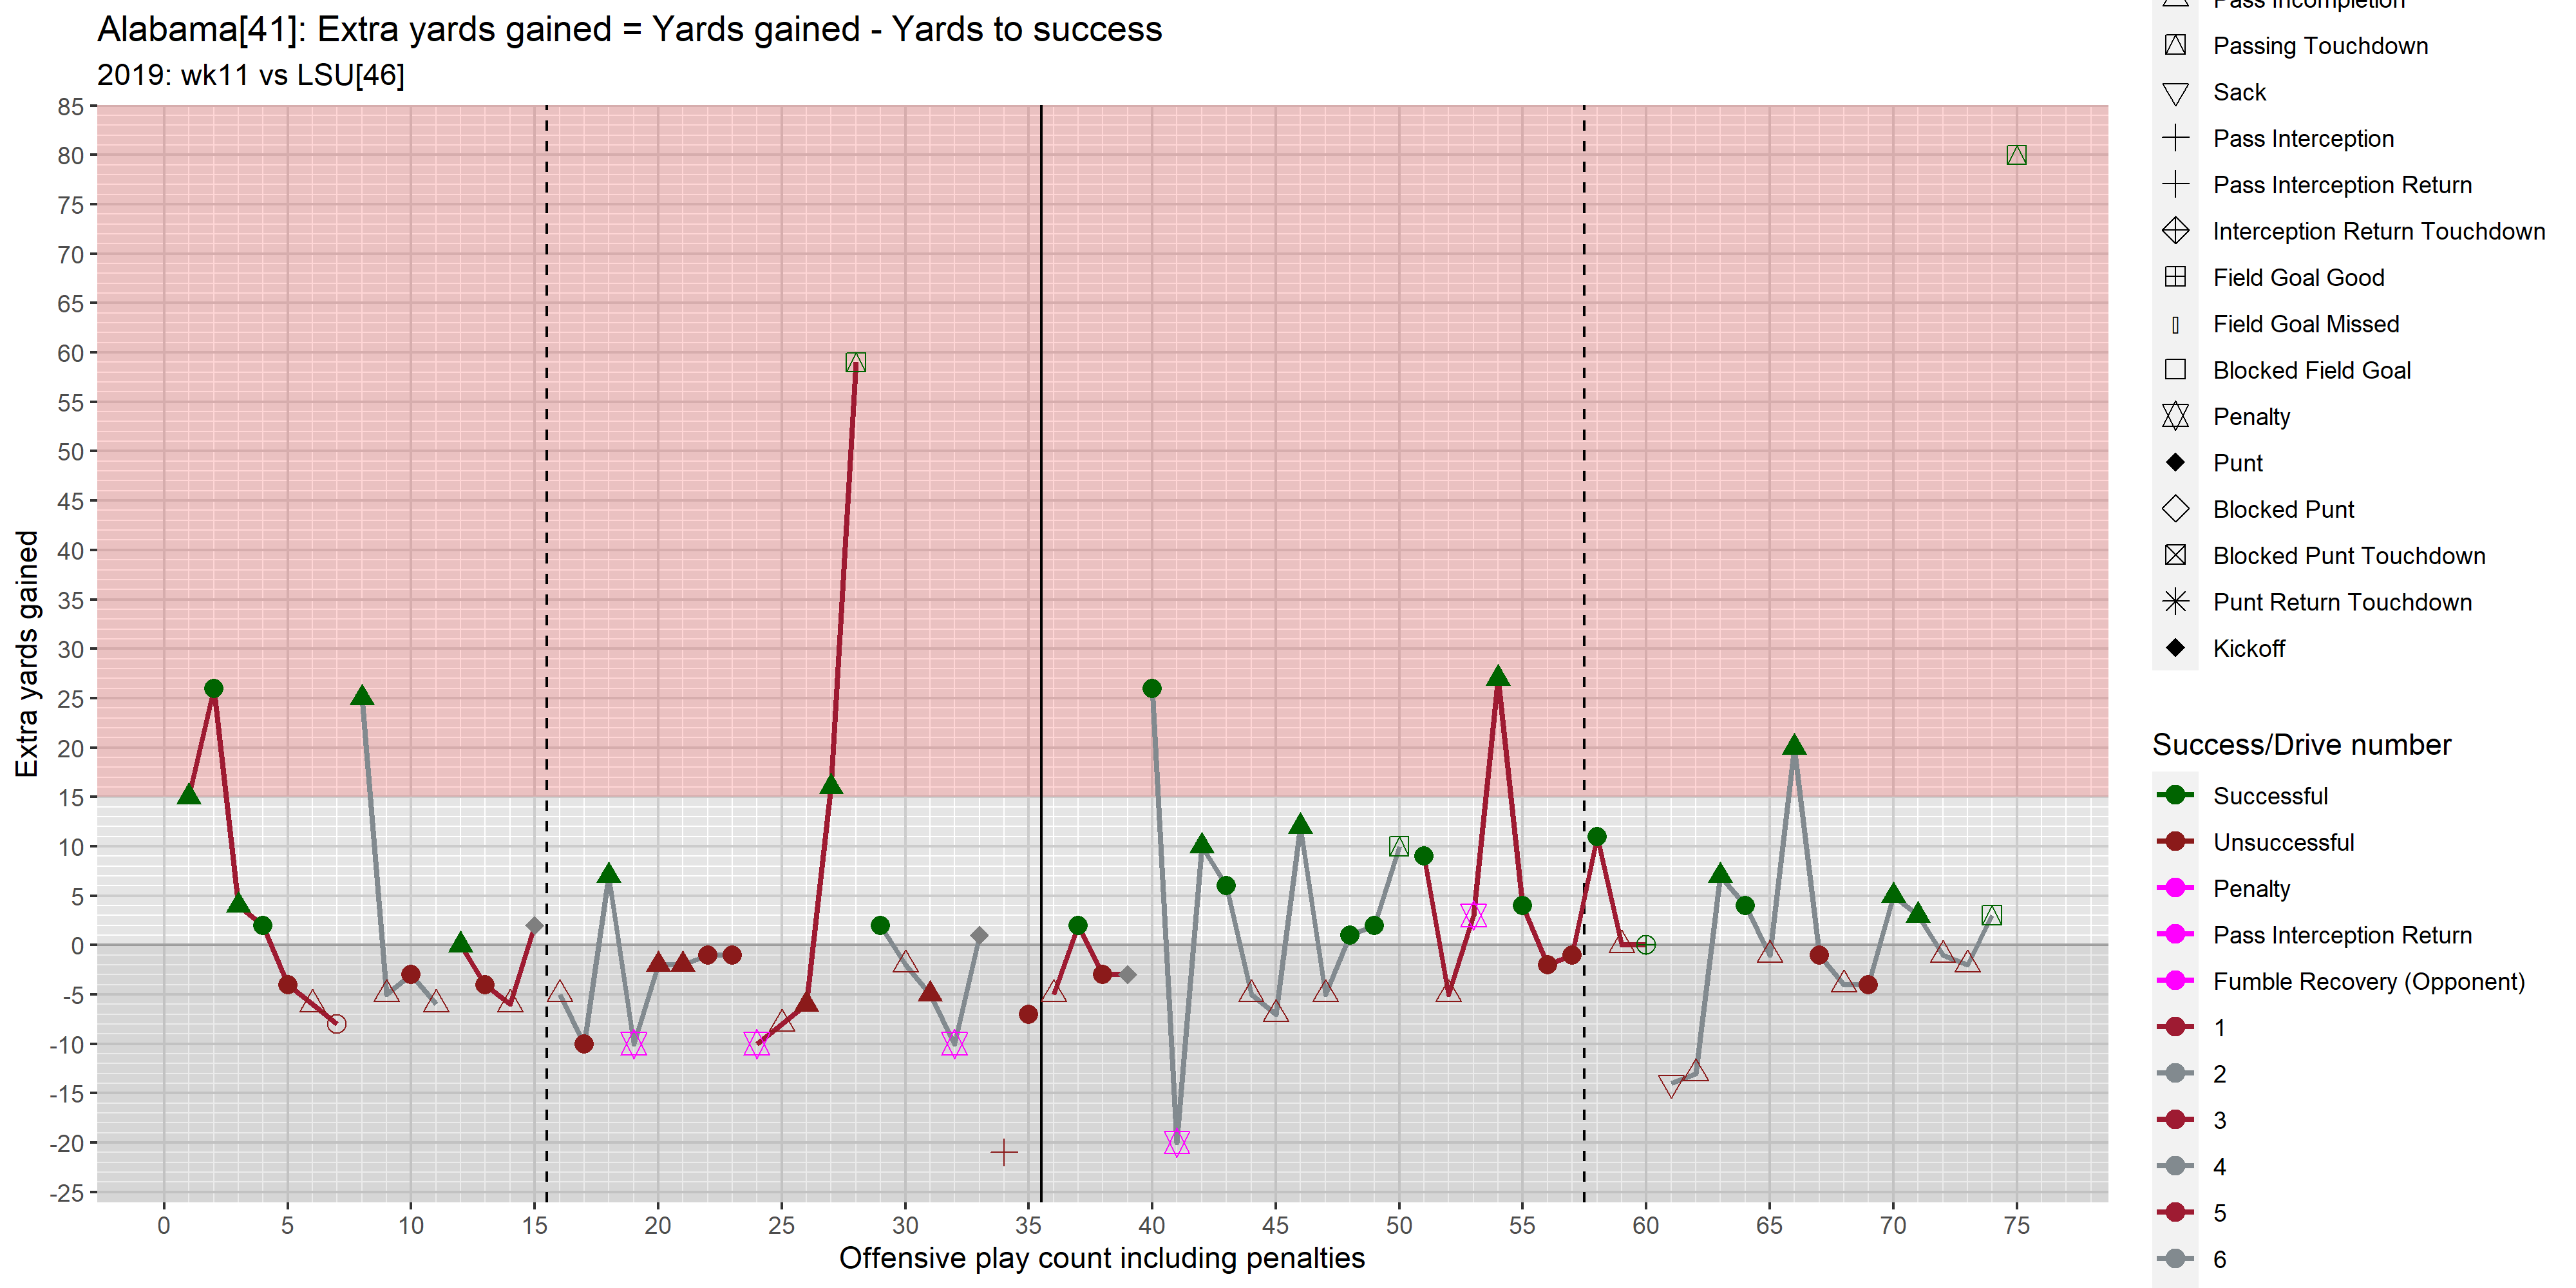 Alabama[41]: Extra yards gained = Yards gained - Yards to success
2019: wk11 vs LSU[46]
85
80
75
70
65
60
55
50
45
40
35
30
25
20
15
10
5
0
-5
-10
-15
-20
-25
Extra yards gained
0 5 10 15 20 25 30 35 40 45 50 55 60 65 70 75
Offensive play count including penalties
Pass Incompletion
Passing Touchdown
Sack
Pass Interception
Pass Interception Return
Interception Return Touchdown
Field Goal Good
Field Goal Missed
Blocked Field Goal
Penalty
Punt
Blocked Punt
Blocked Punt Touchdown
Punt Return Touchdown
Kickoff
Success/Drive number
Successful
Unsuccessful
Penalty
Pass Interception Return
Fumble Recovery (Opponent)
1
2
3
4
5
6